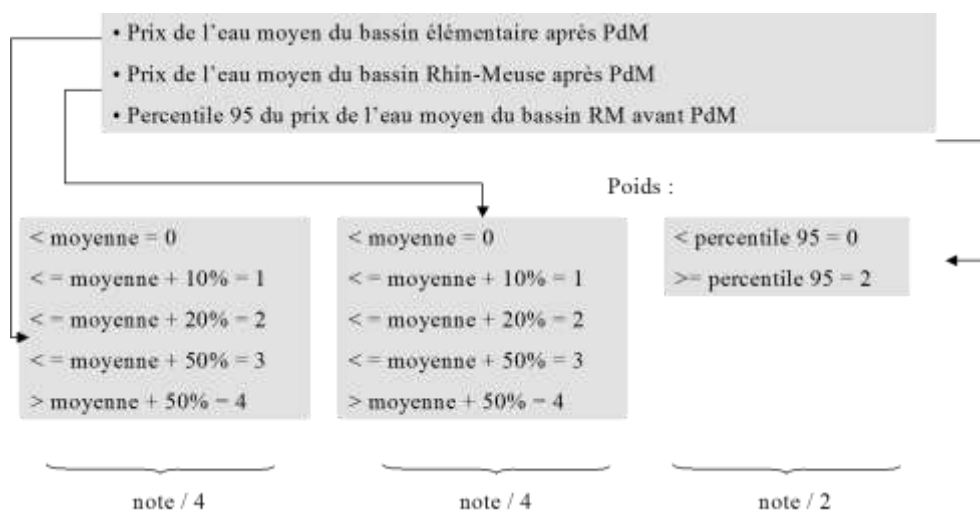 • Prix de l'eau moyen du bassin élémentaire après PdM
• Prix de l'eau moyen du bassin Rhin-Meuse après PdM
• Percentile 95 du prix de l'eau moyen du bassin RM avant PdM
Poids :
< moyenne = 0
< = moyenne + 10% = 1
< = moyenne + 20% = 2
< = moyenne + 50% = 3
> moyenne + 50% = 4
< moyenne = 0
< = moyenne + 10% = 1
< = moyenne + 20% = 2
< = moyenne + 50% = 3
> moyenne + 50% = 4
< percentile 95 = 0
>= percentile 95 = 2
note / 4
note / 4
note / 2